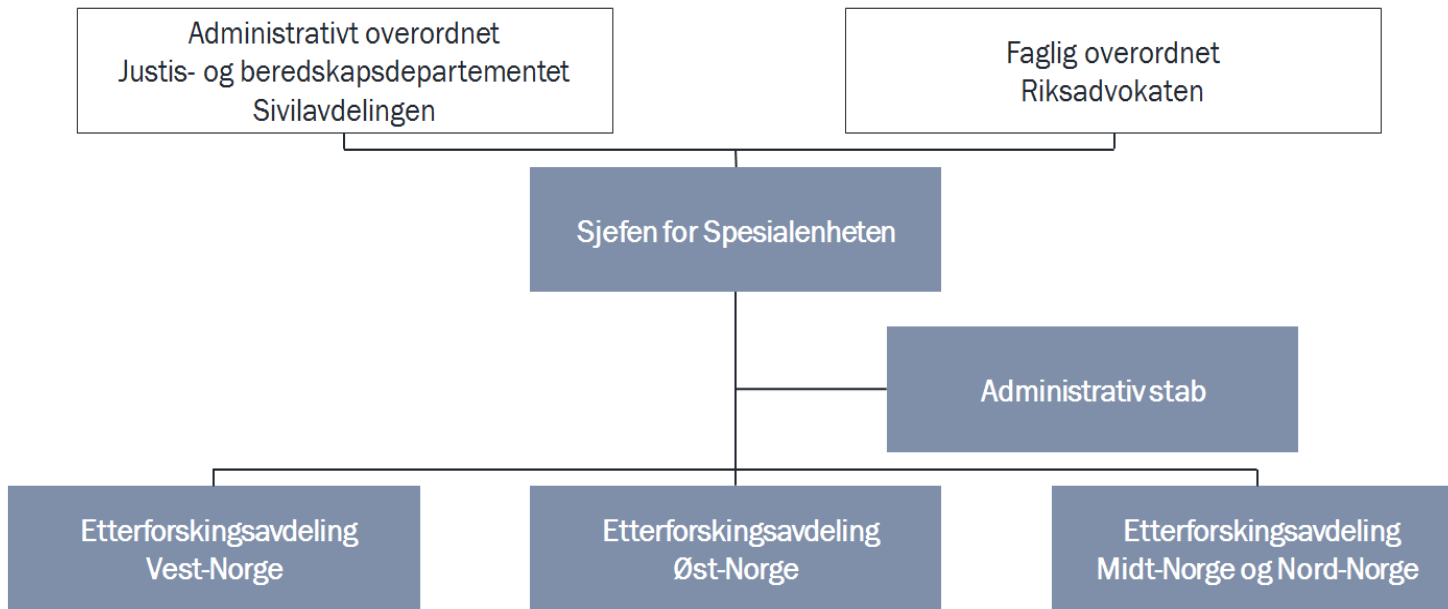 Administrativt overordnet
Justis- og beredskapsdepartementet
Sivilavdelingen
Faglig overordnet
Riksadvokaten
Sjefen for Spesialenheten
Administrativ stab
Etterforskingsavdeling
Vest-Norge
Etterforskingsavdeling
Øst-Norge
Etterforskingsavdeling
Midt-Norge og Nord-Norge